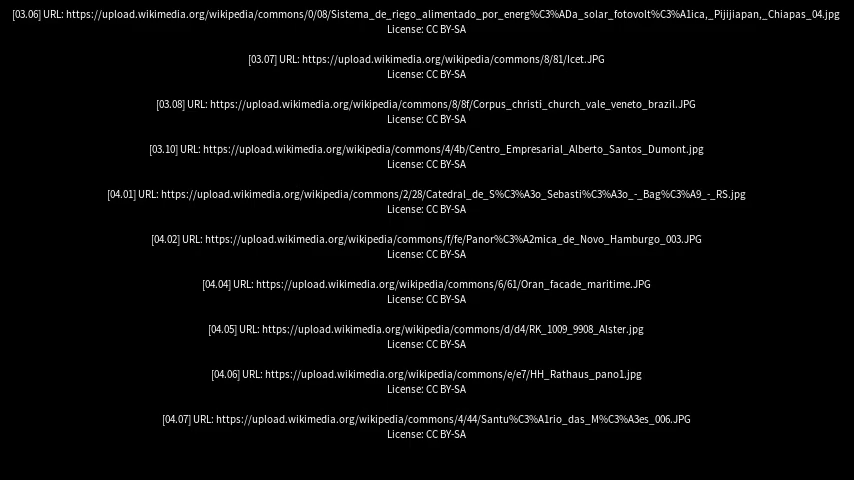 [03.06] URL: https://upload.wikimedia.org/wikipedia/commons/0/08/Sistema_de_riego_alimentado_por_energ%C3%ADa_solar_fotovolt%C3%A1ica,_Pijijiapan,_Chiapas_04.jpg
License: CC BY-SA
[03.07] URL: https://upload.wikimedia.org/wikipedia/commons/8/81/Icet.JPG
License: CC BY-SA
[03.08] URL: https://upload.wikimedia.org/wikipedia/commons/8/8f/Corpus_christi_church_vale_veneto_brazil.JPG
License: CC BY-SA
[03.10] URL: https://upload.wikimedia.org/wikipedia/commons/4/4b/Centro_Empresarial_Alberto_Santos_Dumont.jpg
License: CC BY-SA
[04.01] URL: https://upload.wikimedia.org/wikipedia/commons/2/28/Catedral_de_S%C3%A3o_Sebasti%C3%A3o_-_Bag%C3%A9_-_RS.jpg
License: CC BY-SA
[04.02] URL: https://upload.wikimedia.org/wikipedia/commons/f/fe/Panor%C3%A2mica_de_Novo_Hamburgo_003.JPG
License: CC BY-SA
[04.04] URL: https://upload.wikimedia.org/wikipedia/commons/6/61/Oran_facade_maritime.JPG
License: CC BY-SA
[04.05] URL: https://upload.wikimedia.org/wikipedia/commons/d/d4/RK_1009_9908_Alster.jpg
License: CC BY-SA
[04.06] URL: https://upload.wikimedia.org/wikipedia/commons/e/e7/HH_Rathaus_pano1.jpg
License: CC BY-SA
[04.07] URL: https://upload.wikimedia.org/wikipedia/commons/4/44/Santu%C3%A1rio_das_M%C3%A3es_006.JPG
License: CC BY-SA